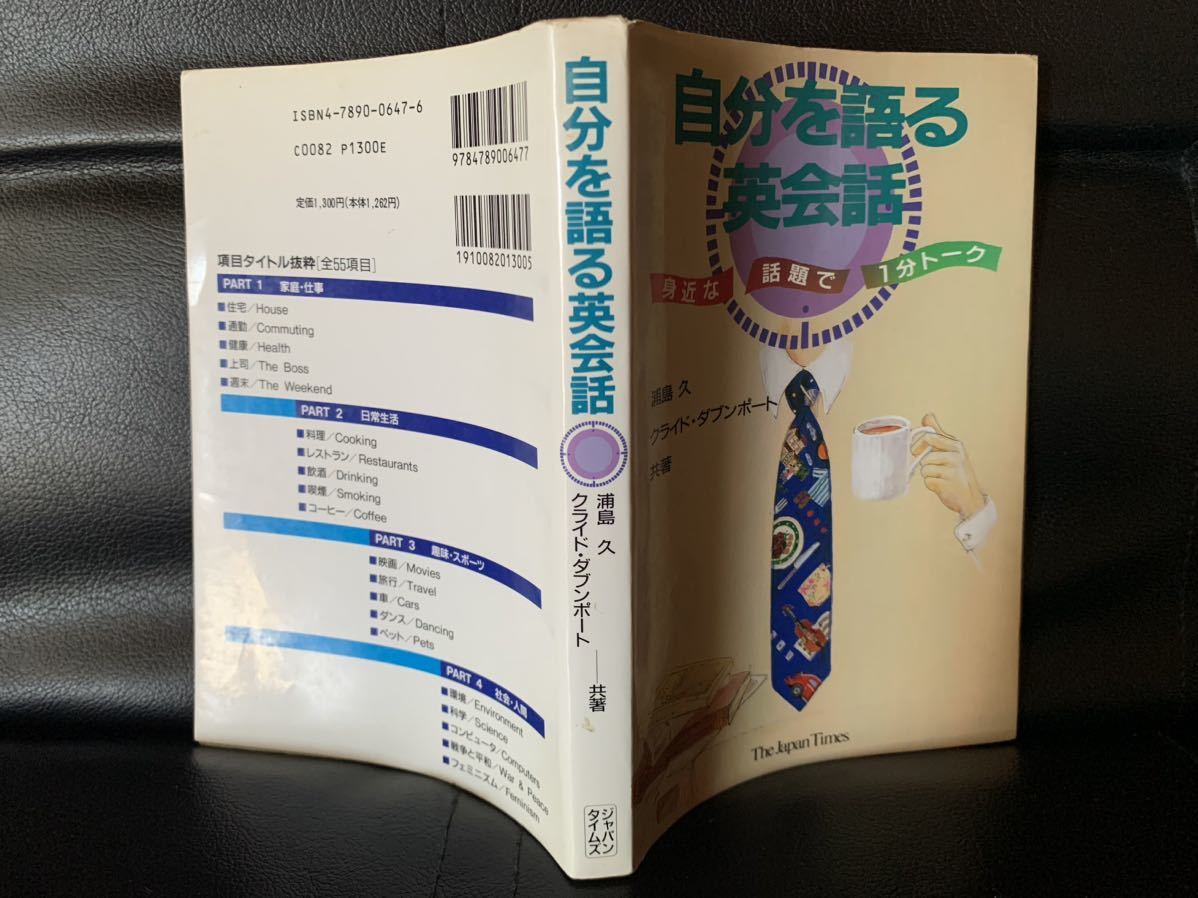 ISBN4-7890-0647-6
C0082 P1300E
9784789006477
定価1,300円(本体1,262円)
1910082013005
項目タイトル抜粋[全55項目]
PART 1 家庭・仕事
■住宅/House
■通勤/Commuting
■健康/Health
■上司/The Boss
■週末/The Weekend
PART 2 日常生活
■料理/Cooking
■レストラン/Restaurants
■飲酒/Drinking
■喫煙/Smoking
■コーヒー/Coffee
PART 3 趣味・スポーツ
■映画/Movies
■旅行/Travel
■車/Cars
■ダンス/Dancing
■ペット/Pets
PART 4 社会・人間
■環境/Environment
■科学/Science
■コンピュータ/Computers
■戦争と平和/War & Peace
■フェミニズム/Feminism
自分を語る英会話
浦島 久
クライド・ダブンポート
共著
ジャパン
タイムズ
自分を語る
英会話
身近な 話題で 1分トーク
浦島 久
クライド・ダブンポート
共著
The Japan Times